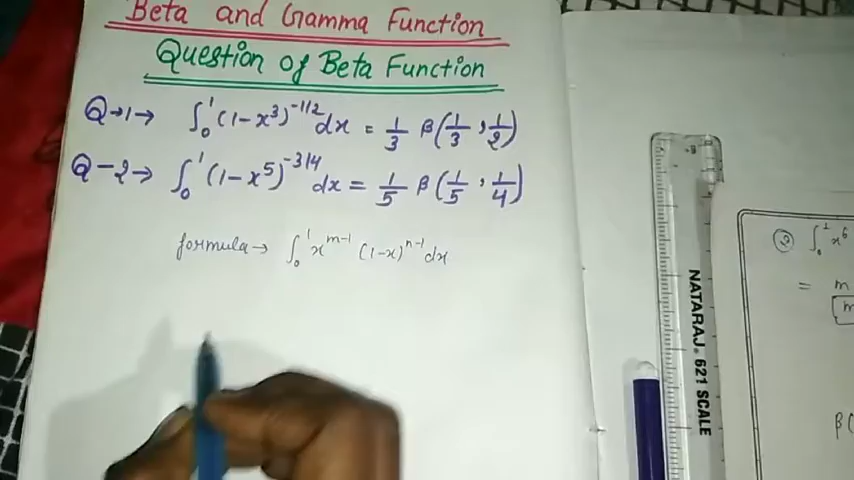 Beta and Gamma Function
Question of Beta Function
Q→1→ ∫₀¹ (1-x³)^-1/2 dx = 1/3 β(1/3, 1/2)
Q-2→ ∫₀¹ (1-x⁵)^-3/4 dx = 1/5 β(1/5, 1/4)
formula→ ∫₀¹ x^m-1 (1-x)^n-1 dx
NATARAJ® 621 SCALE
∫₀¹ x⁶
= m
β(